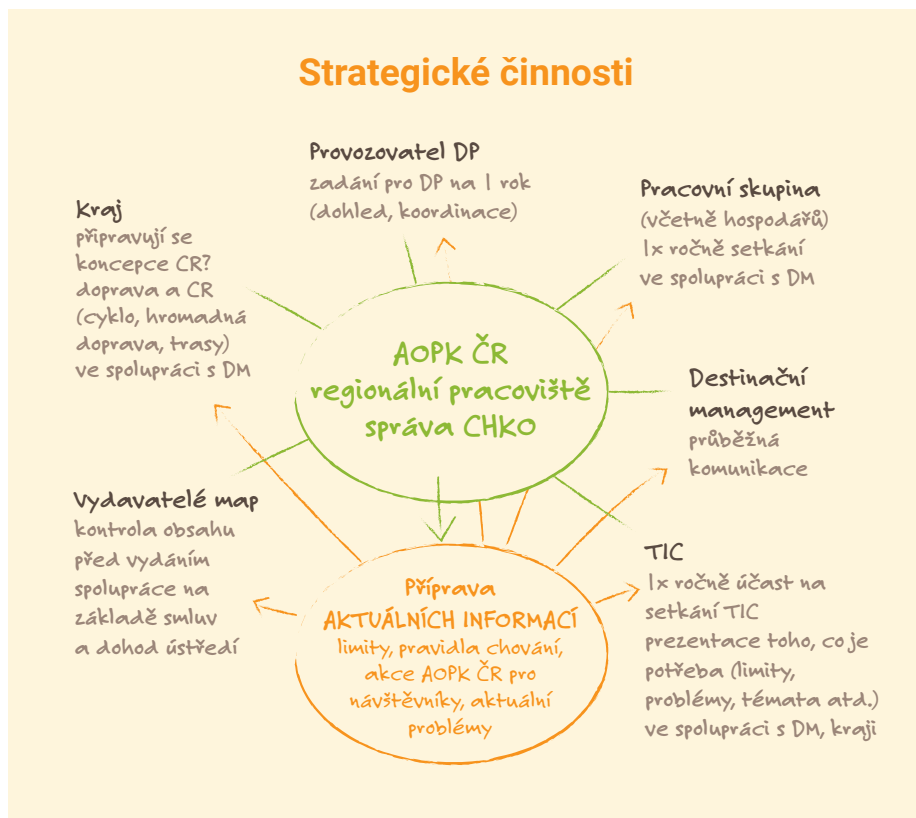 Strategické činnosti
Provozovatel DP
zadání pro DP na 1 rok
(dohled, koordinace)
Pracovní skupina
(včetně hospodářů)
1x ročně setkání
ve spolupráci s DM
Kraj
připravují se
koncepce CR?
doprava a CR
(cyklo, hromadná
doprava, trasy)
ve spolupráci s DM
AOPK ČR
regionální pracoviště
správa CHKO
Destinační
management
průběžná
komunikace
Vydavatelé map
kontrola obsahu
před vydáním
spolupráce na
základě smluv
a dohod ústředí
TIC
1x ročně účast na
setkání TIC
prezentace toho, co je
potřeba (limity,
problémy, témata atd.)
ve spolupráci s DM, kraji
Příprava
AKTUÁLNÍCH INFORMACÍ
limity, pravidla chování,
akce AOPK ČR pro
návštěvníky, aktuální
problémy